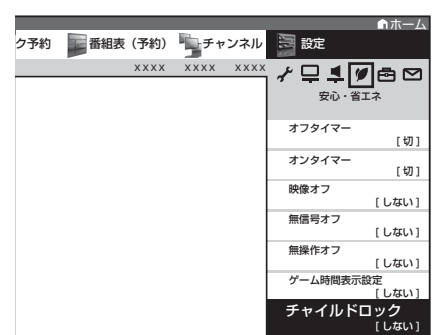 ホーム
ク予約 番組表（予約） チャンネル 設定
xxxx xxxx xxxx
安心・省エネ
オフタイマー
[切]
オンタイマー
[切]
映像オフ
[しない]
無信号オフ
[しない]
無操作オフ
[しない]
ゲーム時間表示設定
[しない]
チャイルドロック
[しない]